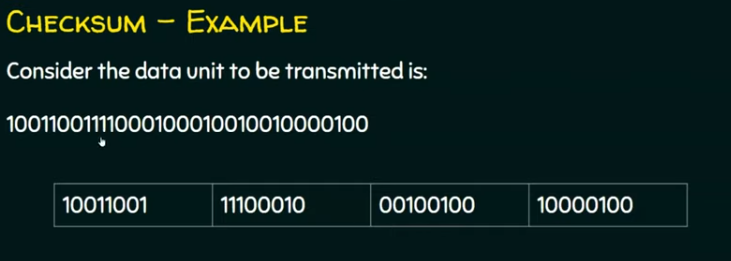 CHECKSUM – EXAMPLE
Consider the data unit to be transmitted is:
10011001111000100010010010000100
10011001 11100010 00100100 10000100